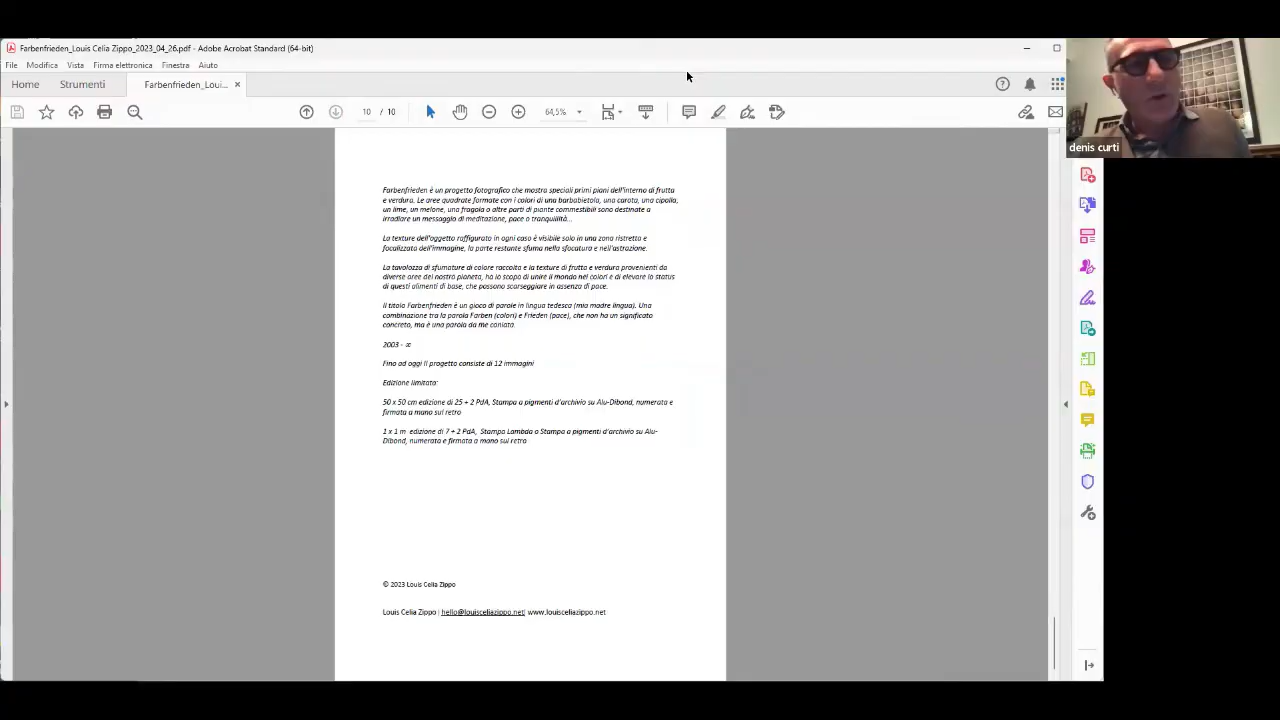 Farbenfrieden_Louis Celia Zippo_2023_04_26.pdf - Adobe Acrobat Standard (64-bit)
File Modifica Vista Firma elettronica Finestra Aiuto
Home Strumenti Farbenfrieden_Loui... ×
10 / 10 64,5%
denis curti
Farbenfrieden è un progetto fotografico che mostra speciali primi piani dell'interno di frutta
e verdura. Le aree quadrate formate con i colori di una barbabietola, una carota, una cipolla,
un lime, un melone, una fragola o altre parti di piante commestibili sono destinate a
irradiare un messaggio di meditazione, pace o tranquillità...
La texture dell'oggetto raffigurato in ogni caso è visibile solo in una zona ristretta e
focalizzata dell'immagine, la parte restante sfuma nella sfocatura e nell'astrazione.
La tavolozza di sfumature di colore raccolta e la texture di frutta e verdura provenienti da
diverse aree del nostro pianeta, ha lo scopo di unire il mondo nei colori e di elevare lo status
di questi alimenti di base, che possono scarseggiare in assenza di pace.
Il titolo Farbenfrieden è un gioco di parole in lingua tedesca (mia madre lingua). Una
combinazione tra la parola Farben (colori) e Frieden (pace), che non ha un significato
concreto, ma è una parola da me coniata.
2003 - ∞
Fino ad oggi il progetto consiste di 12 immagini
Edizione limitata:
50 x 50 cm edizione di 25 + 2 PdA, Stampa a pigmenti d'archivio su Alu-Dibond, numerata e
firmata a mano sul retro
1 x 1 m edizione di 7 + 2 PdA, Stampa Lambda o Stampa a pigmenti d'archivio su Alu-
Dibond, numerata e firmata a mano sul retro
© 2023 Louis Celia Zippo
Louis Celia Zippo | hello@louisceliazippo.net| www.louisceliazippo.net